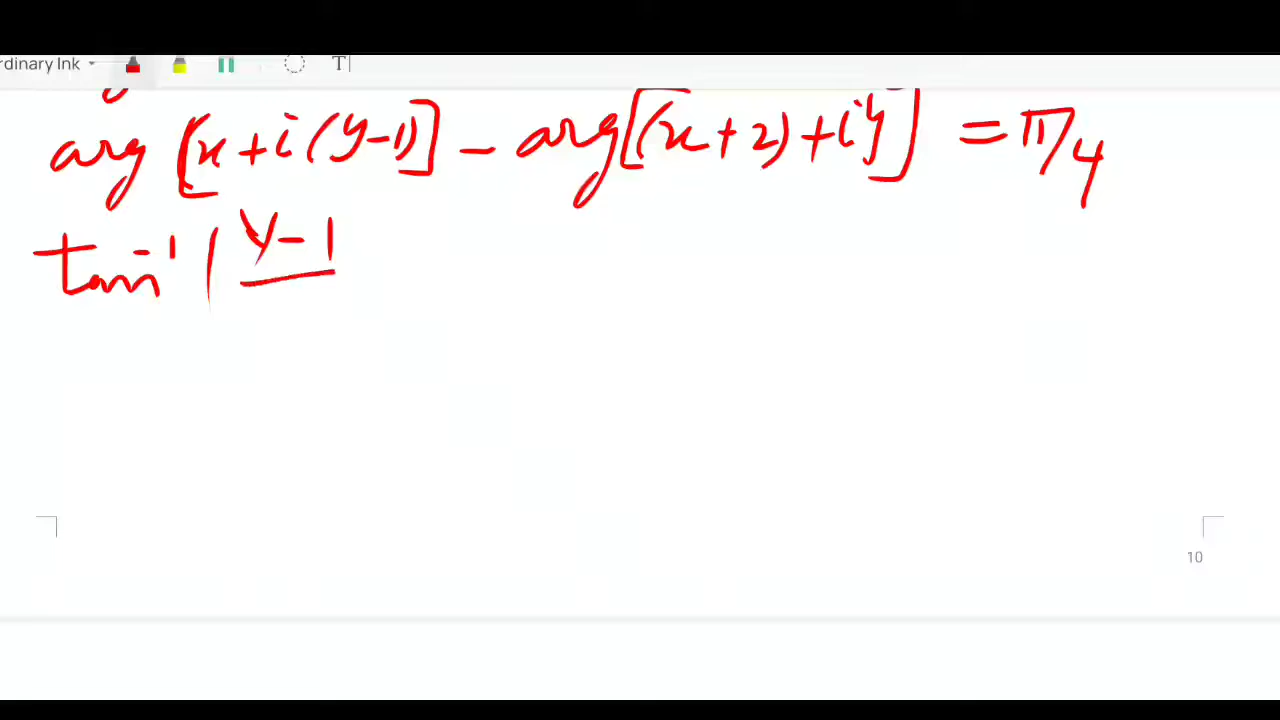 rdinary Ink T
arg [x+i(y-1)] - arg[(x+2)+iy] = π/4
tan⁻¹ ( y-1
10